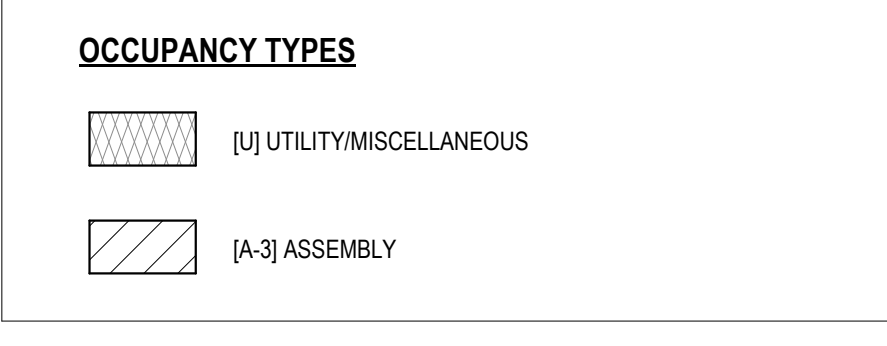 OCCUPANCY TYPES
[U] UTILITY/MISCELLANEOUS
[A-3] ASSEMBLY